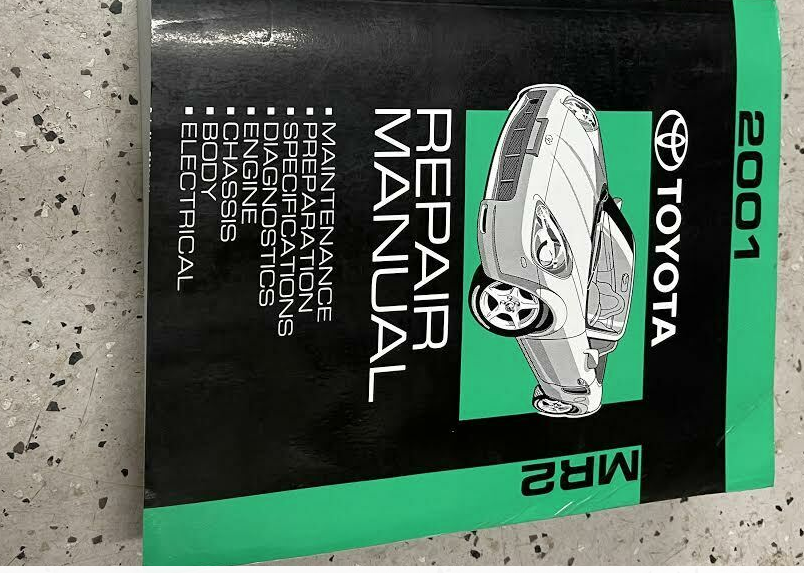 2001
TOYOTA
MR2
REPAIR
MANUAL
▪ MAINTENANCE
▪ PREPARATION
▪ SPECIFICATIONS
▪ DIAGNOSTICS
▪ ENGINE
▪ CHASSIS
▪ BODY
▪ ELECTRICAL